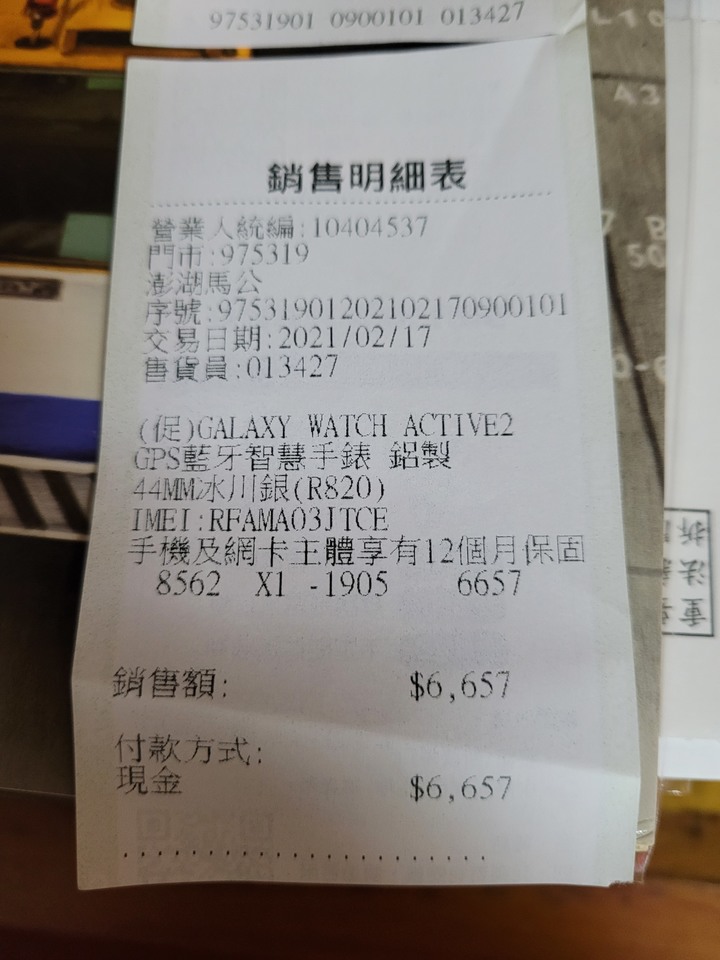 97531901 0900101 013427
銷售明細表
營業人統編:10404537
門市:975319
澎湖馬公
序號:97531901202102170900101
交易日期:2021/02/17
售貨員:013427
(促)GALAXY WATCH ACTIVE2
GPS藍牙智慧手錶 鋁製
44MM冰川銀(R820)
IMEI:RFAMA03JTCE
手機及網卡主體享有12個月保固
8562 X1 -1905 6657
銷售額: $6,657
付款方式:
現金 $6,657
A3
50